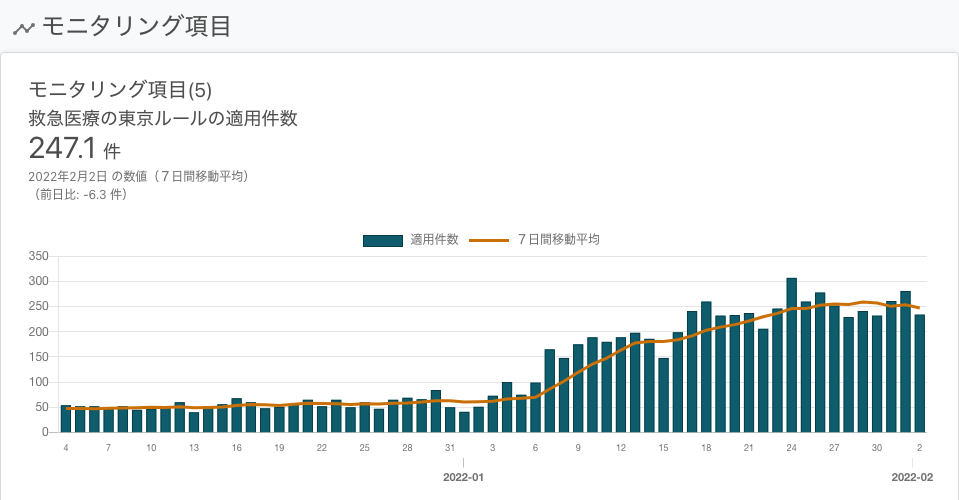 モニタリング項目
モニタリング項目(5)
救急医療の東京ルールの適用件数
247.1 件
2022年2月2日 の数値（７日間移動平均）
（前日比: -6.3 件）
適用件数 ７日間移動平均
350
300
250
200
150
100
50
0
4 7 10 13 16 19 22 25 28 31 3 6 9 12 15 18 21 24 27 30 2
2022-01 2022-02